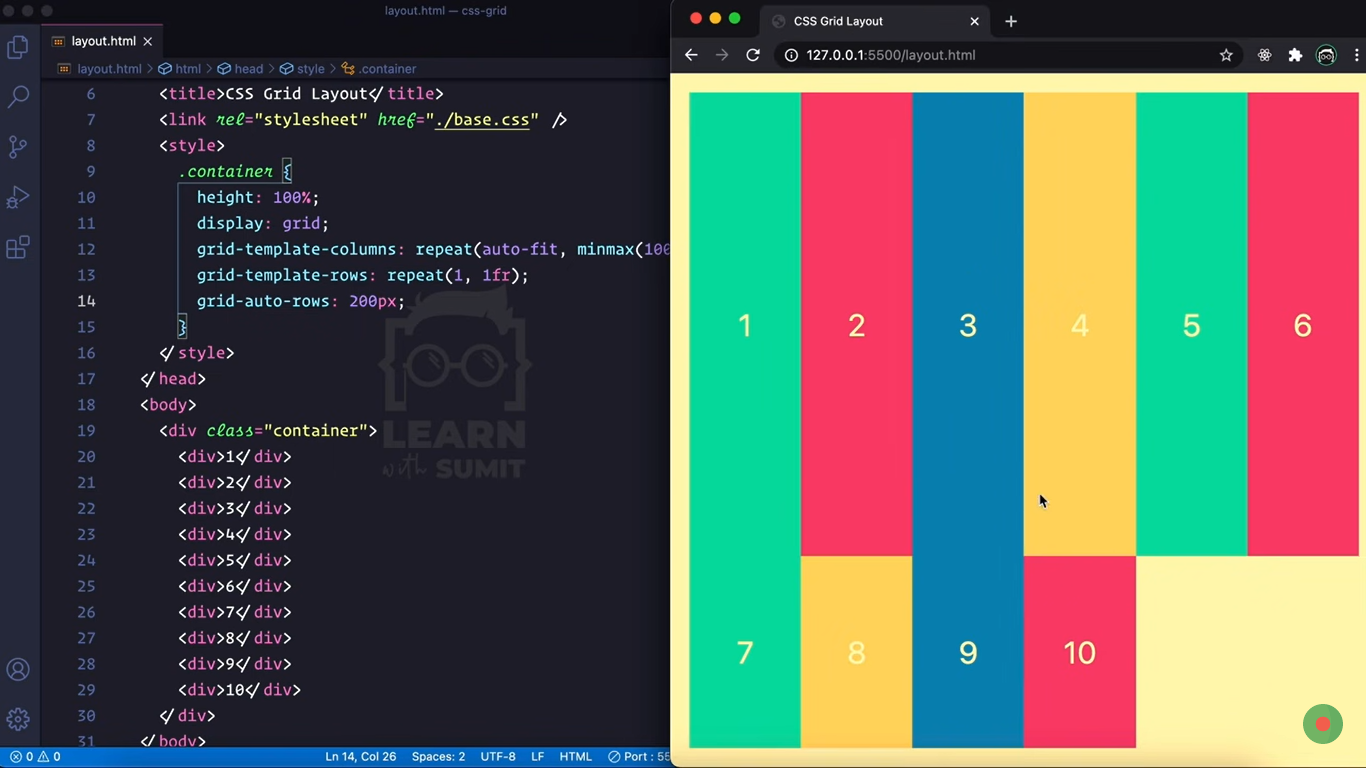 layout.html — css-grid
layout.html
layout.html > html > head > style > .container
6 <title>CSS Grid Layout</title>
7 <link rel="stylesheet" href="./base.css" />
8 <style>
9 .container {
10 height: 100%;
11 display: grid;
12 grid-template-columns: repeat(auto-fit, minmax(100
13 grid-template-rows: repeat(1, 1fr);
14 grid-auto-rows: 200px;
15 }
16 </style>
17 </head>
18 <body>
19 <div class="container">
20 <div>1</div>
21 <div>2</div>
22 <div>3</div>
23 <div>4</div>
24 <div>5</div>
25 <div>6</div>
26 <div>7</div>
27 <div>8</div>
28 <div>9</div>
29 <div>10</div>
30 </div>
31 </body>
LEARN
with SUMIT
0 0 Ln 14, Col 26 Spaces: 2 UTF-8 LF HTML Port : 55
CSS Grid Layout
127.0.0.1:5500/layout.html
1 2 3 4 5 6
7 8 9 10